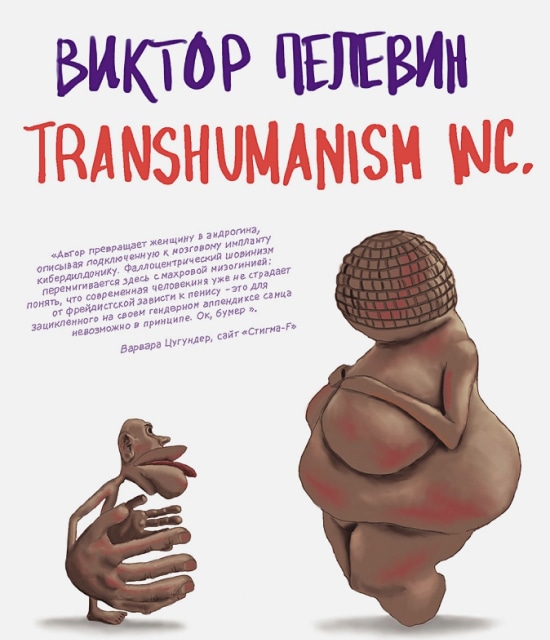 ВИКТОР ПЕЛЕВИН
TRANSHUMANISM INC.
«Автор превращает женщину в андрогина,
описывая подключенную к мозговому импланту
кибердилдонику. Фаллоцентрический шовинизм
перемигивается здесь с махровой мизогинией:
понять, что современная человекиня уже не страдает
от фрейдистской зависти к пенису – это для
зацикленного на своем гендерном аппендиксе самца
невозможно в принципе. Ок, бумер ».
Варвара Цугундер, сайт «Стигма-F»